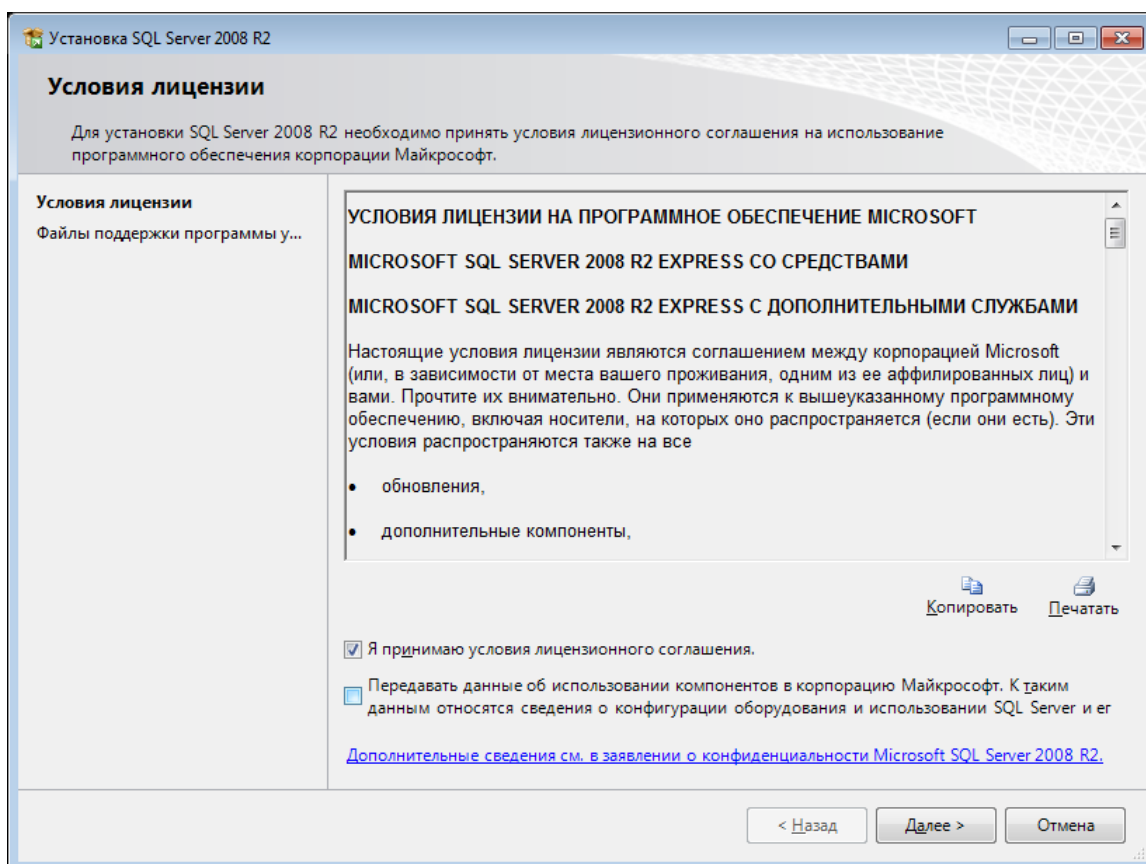 Установка SQL Server 2008 R2
Условия лицензии
Для установки SQL Server 2008 R2 необходимо принять условия лицензионного соглашения на использование
программного обеспечения корпорации Майкрософт.
Условия лицензии
Файлы поддержки программы у...
УСЛОВИЯ ЛИЦЕНЗИИ НА ПРОГРАММНОЕ ОБЕСПЕЧЕНИЕ MICROSOFT
MICROSOFT SQL SERVER 2008 R2 EXPRESS СО СРЕДСТВАМИ
MICROSOFT SQL SERVER 2008 R2 EXPRESS С ДОПОЛНИТЕЛЬНЫМИ СЛУЖБАМИ
Настоящие условия лицензии являются соглашением между корпорацией Microsoft
(или, в зависимости от места вашего проживания, одним из ее аффилированных лиц) и
вами. Прочтите их внимательно. Они применяются к вышеуказанному программному
обеспечению, включая носители, на которых оно распространяется (если они есть). Эти
условия распространяются также на все
• обновления,
• дополнительные компоненты,
Копировать
Печатать
Я принимаю условия лицензионного соглашения.
Передавать данные об использовании компонентов в корпорацию Майкрософт. К таким
данным относятся сведения о конфигурации оборудования и использовании SQL Server и ег
Дополнительные сведения см. в заявлении о конфиденциальности Microsoft SQL Server 2008 R2.
< Назад
Далее >
Отмена